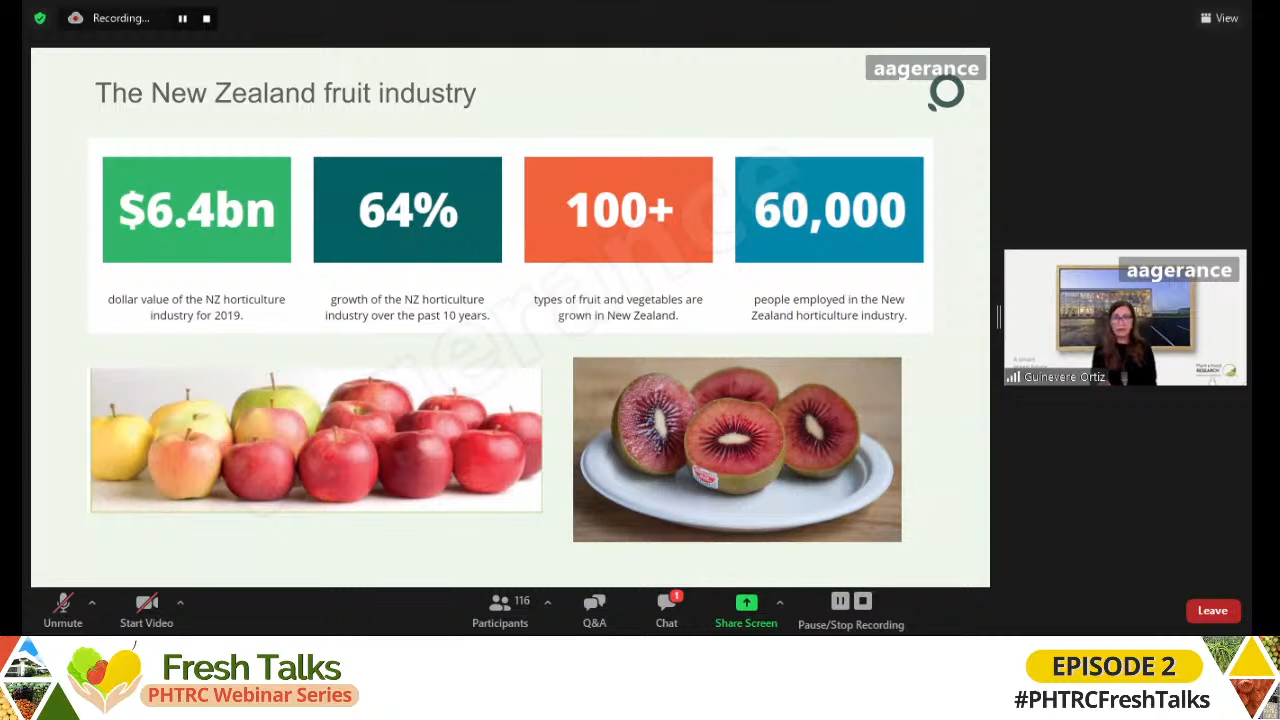 Recording...
View
aagerance
The New Zealand fruit industry
$6.4bn
64%
100+
60,000
dollar value of the NZ horticulture
industry for 2019.
growth of the NZ horticulture
industry over the past 10 years.
types of fruit and vegetables are
grown in New Zealand.
people employed in the New
Zealand horticulture industry.
aagerance
A smart
RESEARCH
Guinevere Ortiz
Unmute
Start Video
116
Participants
Q&A
1
Chat
Share Screen
Pause/Stop Recording
Leave
Fresh Talks
PHTRC Webinar Series
EPISODE 2
#PHTRCFreshTalks